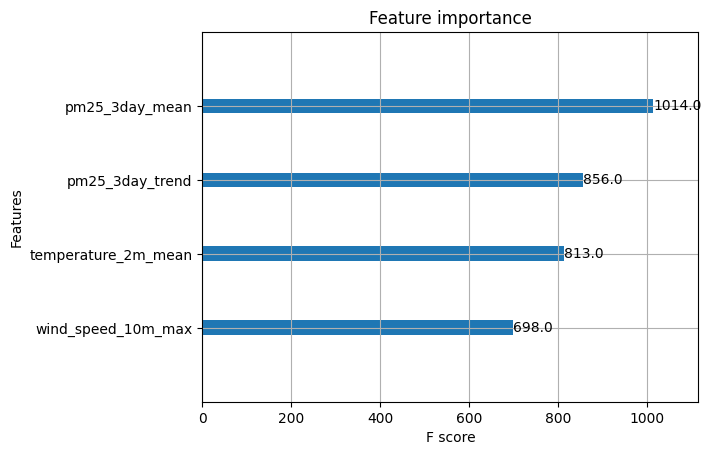 Feature importance
Features
pm25_3day_mean
1014.0
pm25_3day_trend
856.0
temperature_2m_mean
813.0
wind_speed_10m_max
698.0
0 200 400 600 800 1000
F score